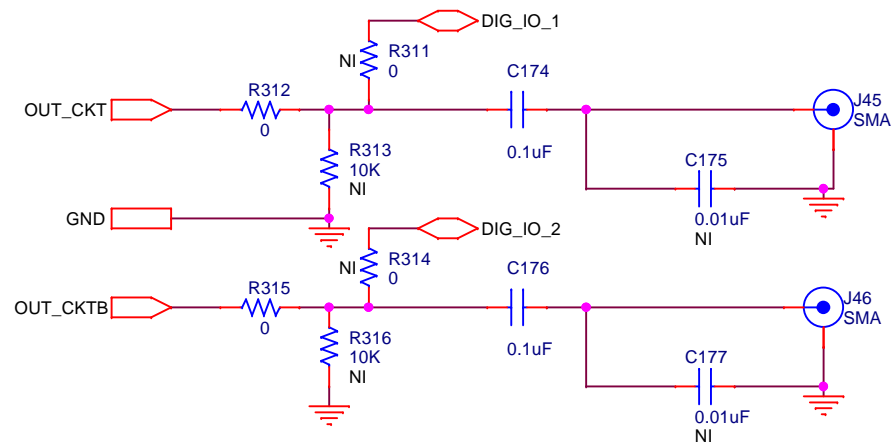 DIG_IO_1
NI
R311
0
C174
R312
OUT_CKT
0
0.1uF
J45
SMA
R313
10K
NI
C175
0.01uF
NI
GND
DIG_IO_2
NI
R314
0
C176
R315
OUT_CKTB
0
0.1uF
J46
SMA
R316
10K
NI
C177
0.01uF
NI